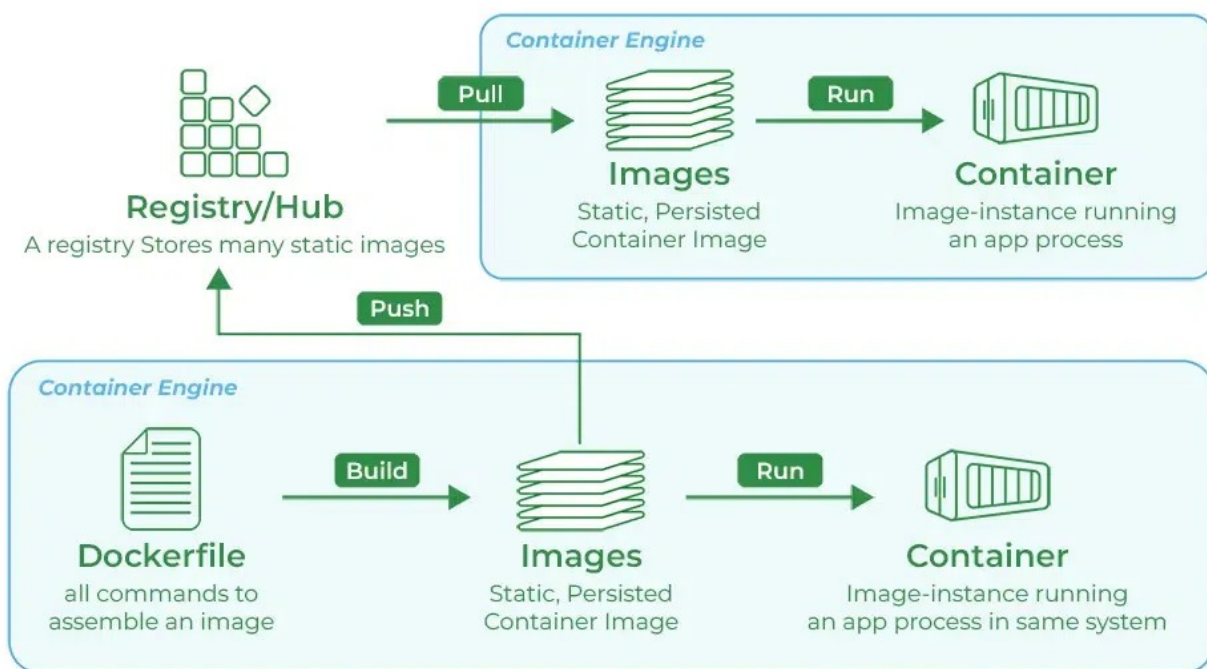 Container Engine
Pull
Run
Images
Static, Persisted
Container Image
Container
Image-instance running
an app process
Registry/Hub
A registry Stores many static images
Push
Container Engine
Build
Run
Dockerfile
all commands to
assemble an image
Images
Static, Persisted
Container Image
Container
Image-instance running
an app process in same system